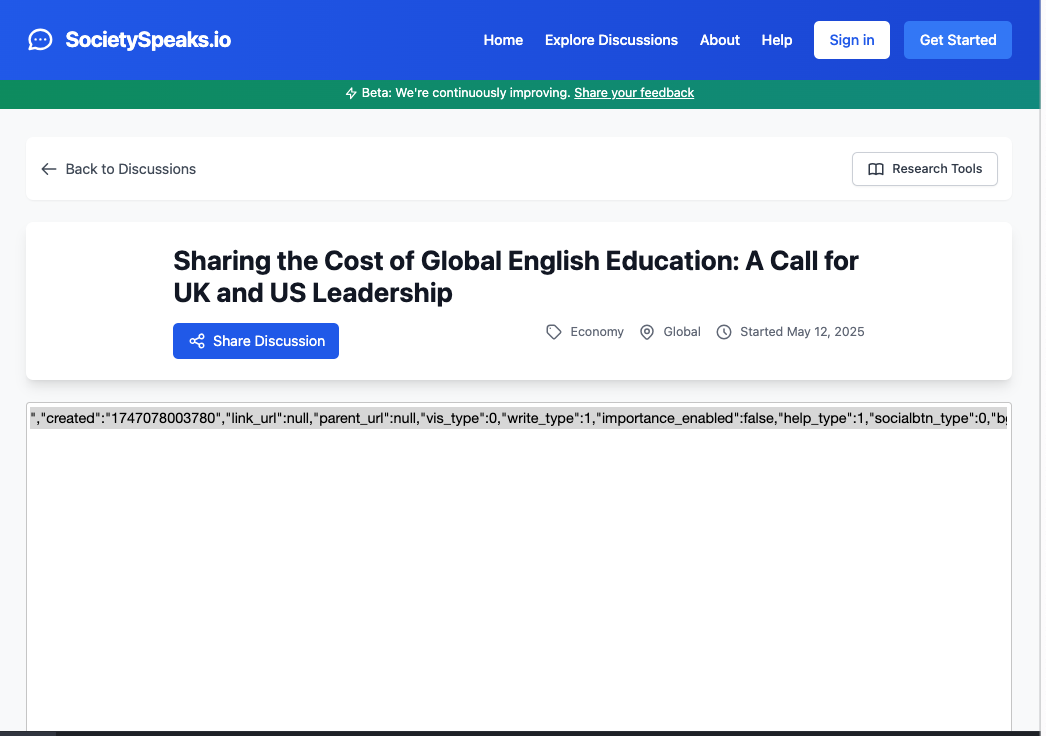 SocietySpeaks.io
Home Explore Discussions About Help Sign in Get Started
Beta: We're continuously improving. Share your feedback
Back to Discussions
Research Tools
Sharing the Cost of Global English Education: A Call for
UK and US Leadership
Share Discussion
Economy Global Started May 12, 2025
","created":"1747078003780","link_url":null,"parent_url":null,"vis_type":0,"write_type":1,"importance_enabled":false,"help_type":1,"socialbtn_type":0,